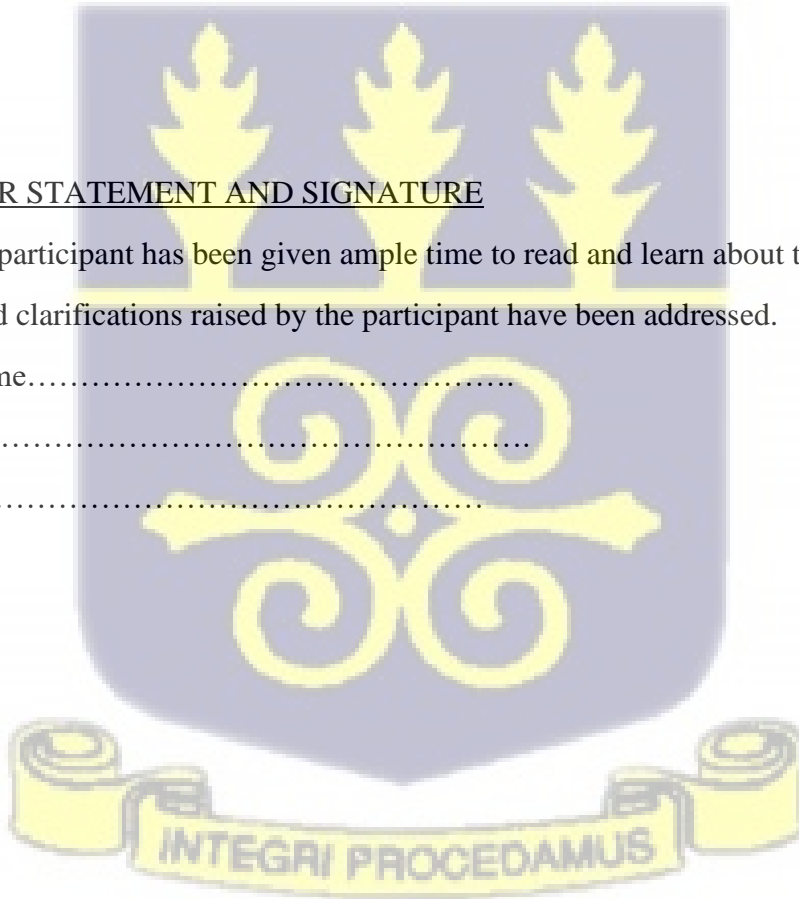 R STATEMENT AND SIGNATURE
participant has been given ample time to read and learn about t
d clarifications raised by the participant have been addressed.
me……………………………………………
………………………………………………
……………………………………………
INTEGRI PROCEDAMUS